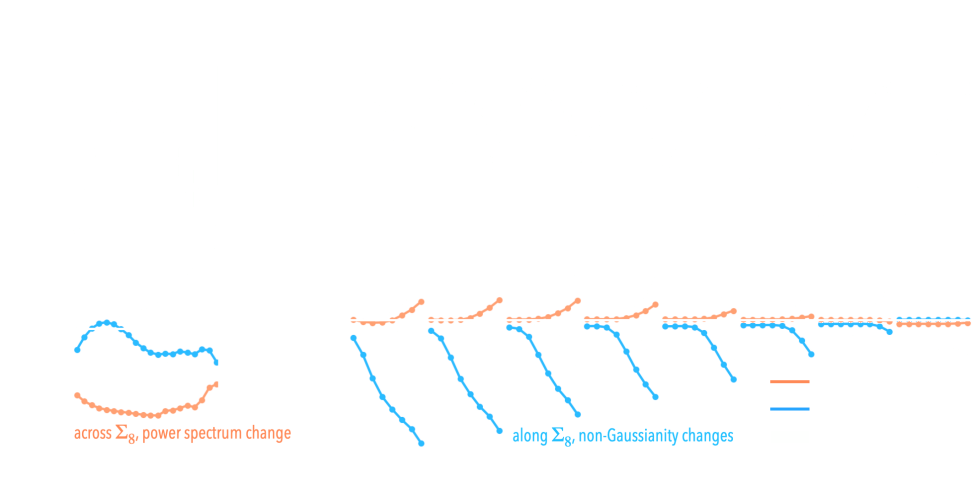 across Σ₈, power spectrum change
along Σ₈, non-Gaussianity changes